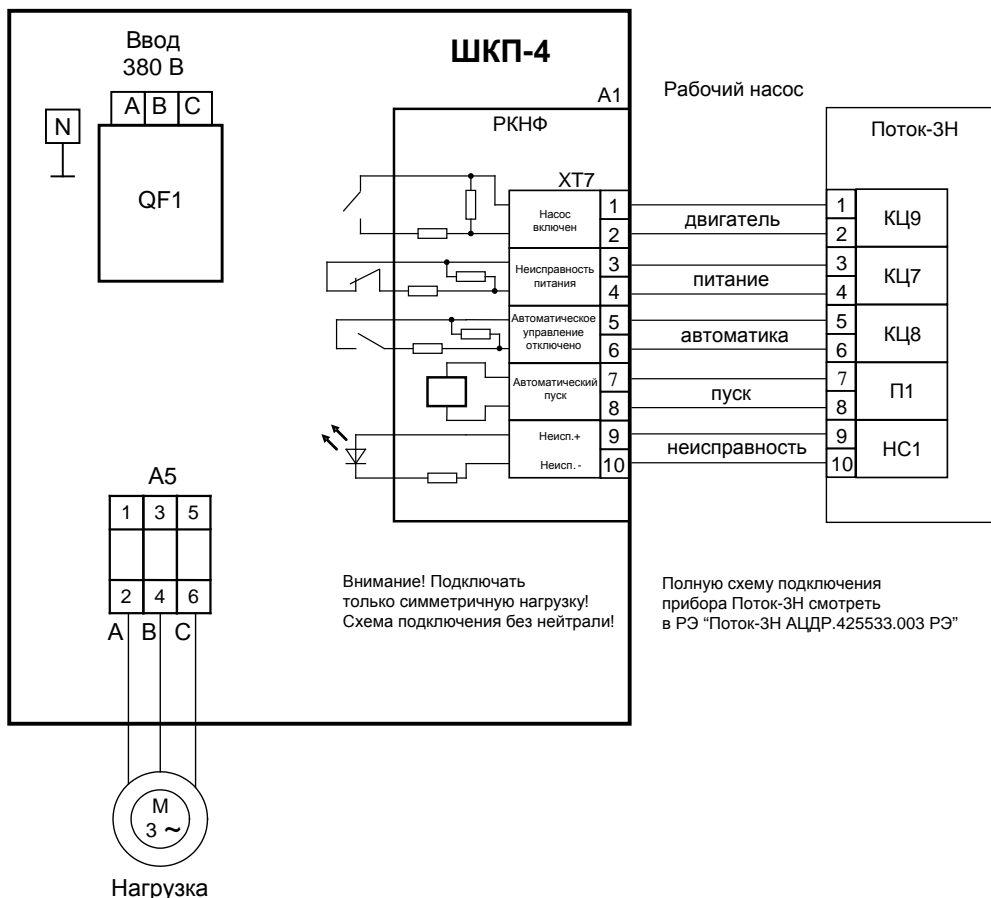 Ввод
380 В
A B C
N
QF1
ШКП-4
A1
РКНФ
XT7
Насос
включен
1
2
Неисправность
питания
3
4
Автоматическое
управление
отключено
5
6
Автоматический
пуск
7
8
Неисп.+
9
Неисп.-
10
двигатель
питание
автоматика
пуск
неисправность
Рабочий насос
Поток-3Н
1
2
КЦ9
3
4
КЦ7
5
6
КЦ8
7
8
П1
9
10
НС1
A5
1 3 5
2 4 6
A B C
Внимание! Подключать
только симметричную нагрузку!
Схема подключения без нейтрали!
Полную схему подключения
прибора Поток-3Н смотреть
в РЭ “Поток-3Н АЦДР.425533.003 РЭ”
М
3 ~
Нагрузка